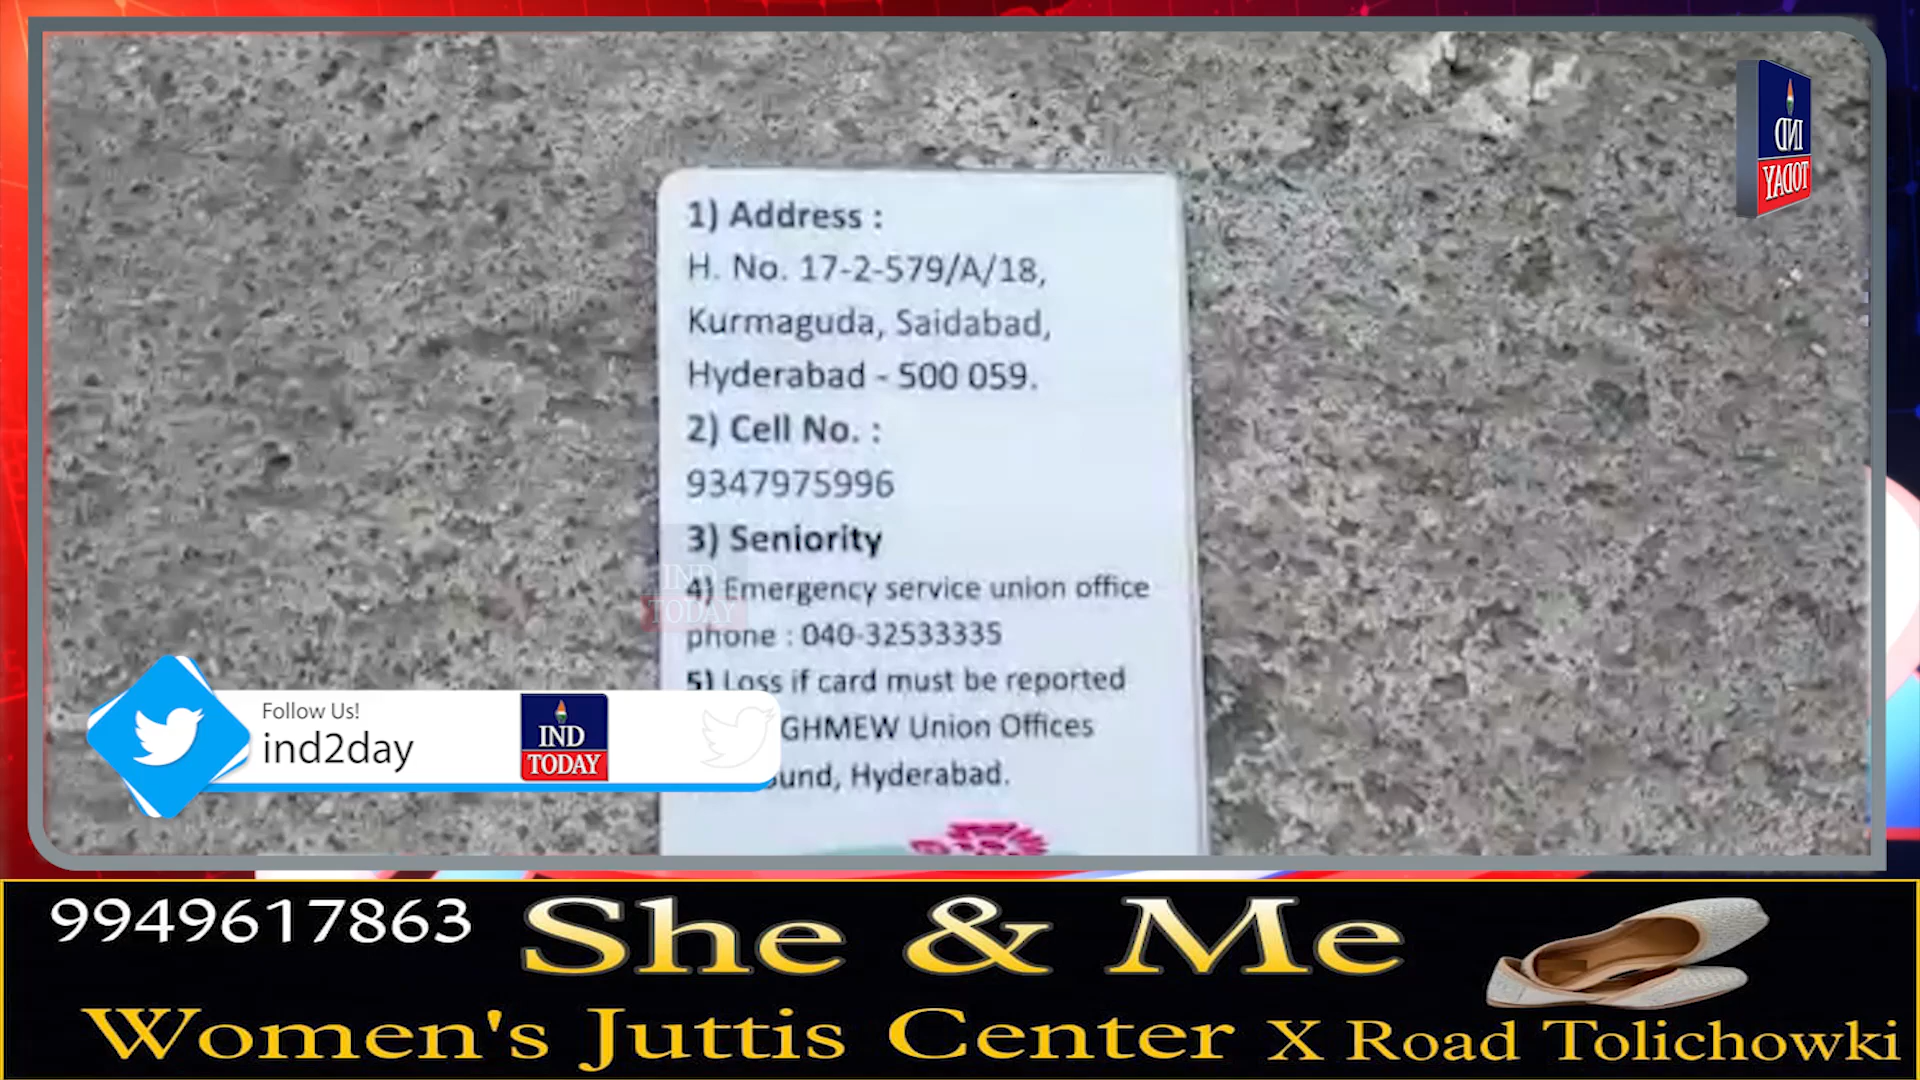 IND
TODAY
1) Address :
H. No. 17-2-579/A/18,
Kurmaguda, Saidabad,
Hyderabad - 500 059.
2) Cell No. :
9347975996
3) Seniority
4) Emergency service union office
phone : 040-32533335
5) Loss if card must be reported
GHMEW Union Offices
Hyderabad.
IND
TODAY
Follow Us!
ind2day
IND
TODAY
9949617863
She & Me
Women's Juttis Center X Road Tolichowki